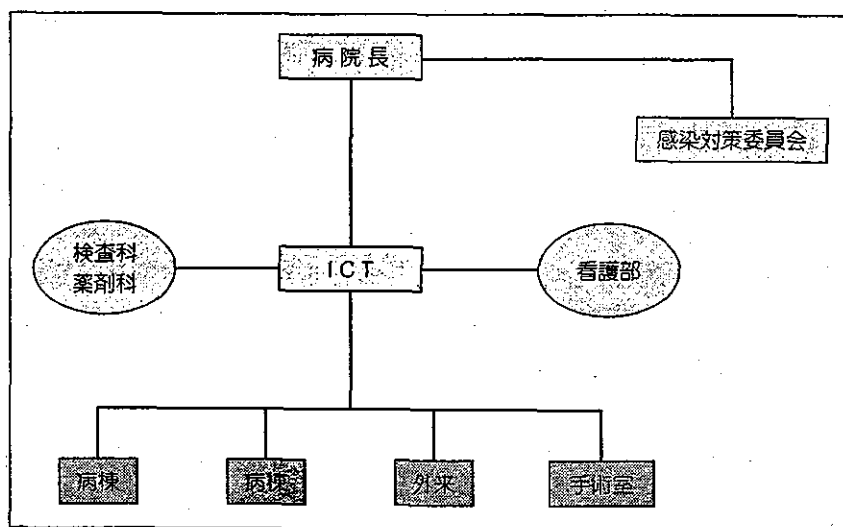 病院長
感染対策委員会
検査科
薬剤科
I.C.T.
看護部
病棟
病棟
外来
手術室